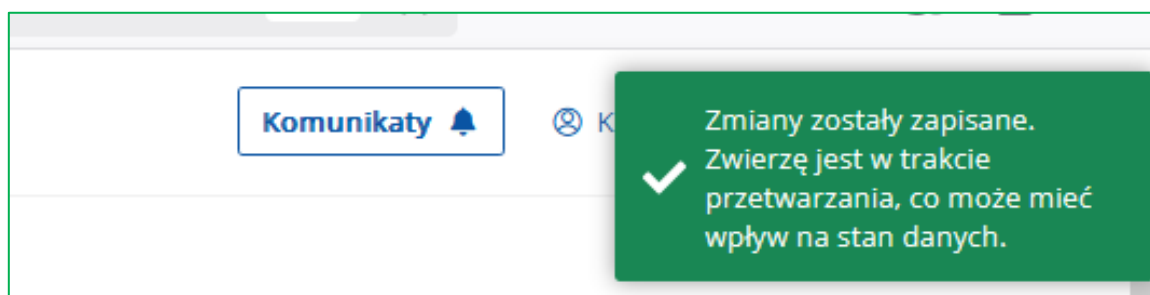 Komunikaty
K
Zmiany zostały zapisane.
Zwierzę jest w trakcie
przetwarzania, co może mieć
wpływ na stan danych.